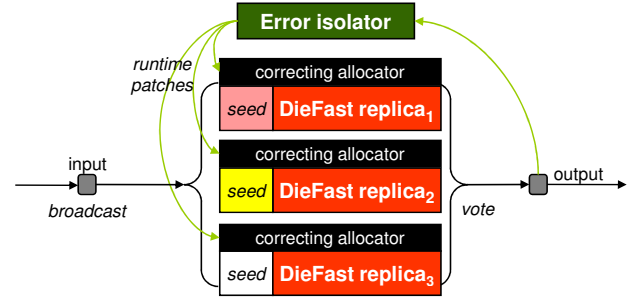 Error isolator
runtime
patches
correcting allocator
seed DieFast replica₁
input
broadcast
correcting allocator
seed DieFast replica₂
vote
output
correcting allocator
seed DieFast replica₃